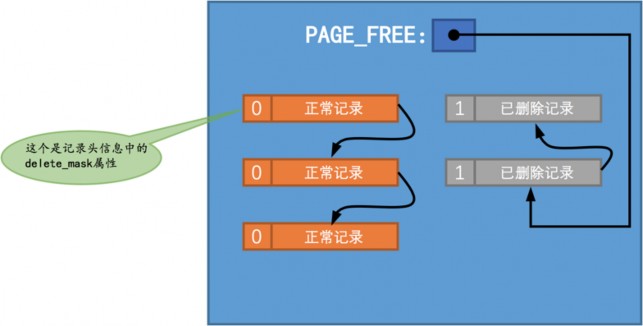 PAGE_FREE:
0 正常记录
1 已删除记录
这个是记录头信息中的
delete_mask属性
0 正常记录
1 已删除记录
0 正常记录